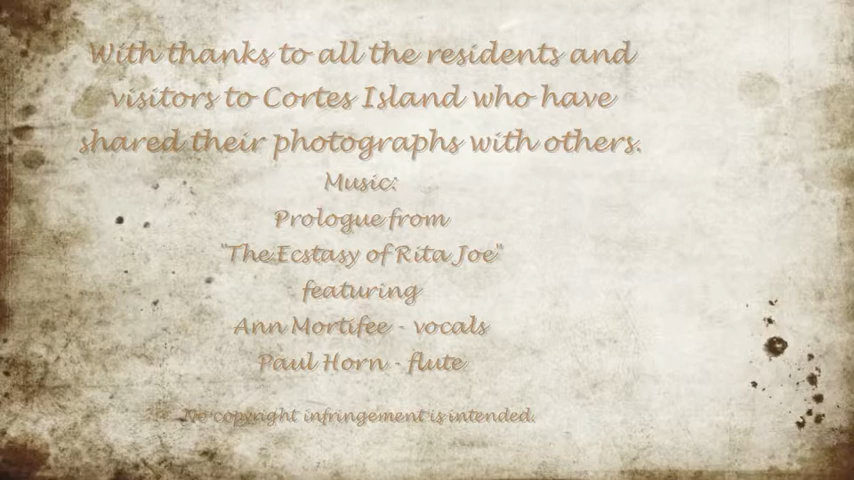 With thanks to all the residents and
visitors to Cortes Island who have
shared their photographs with others.
Music:
Prologue from
"The Ecstasy of Rita Joe"
featuring
Ann Mortifee - vocals
Paul Horn - flute
No copyright infringement is intended.